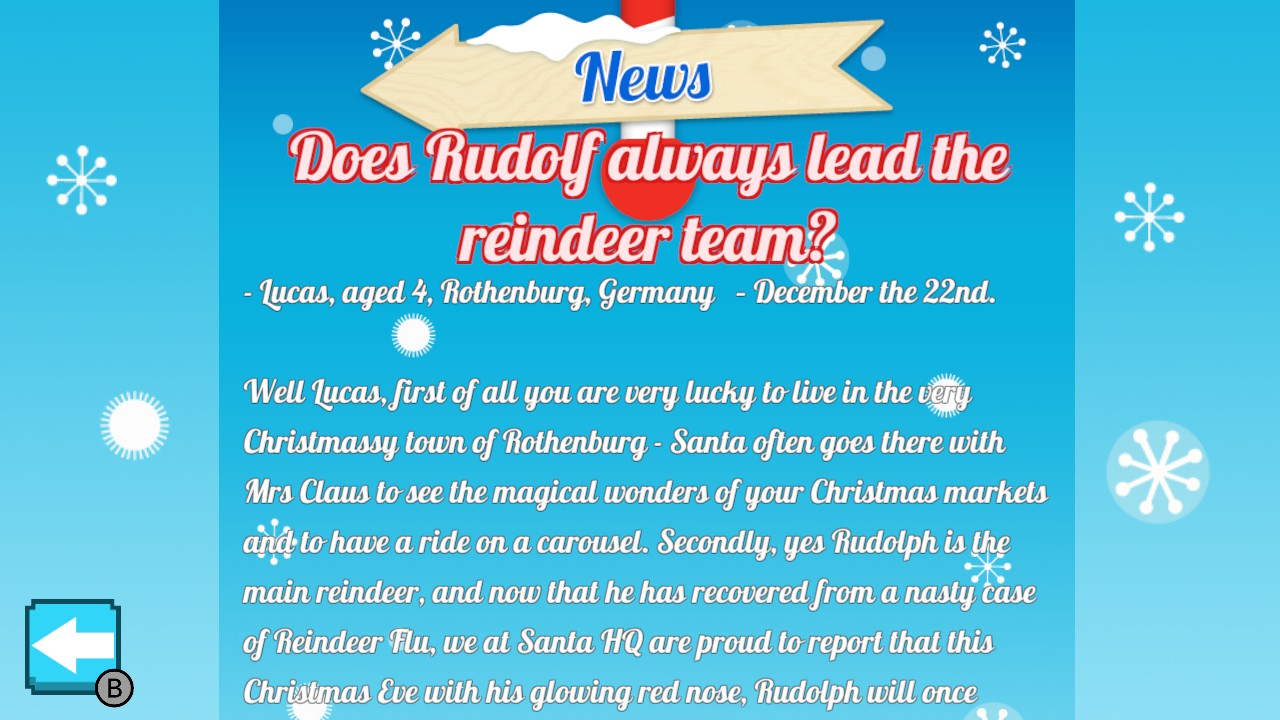 News
Does Rudolf always lead the
reindeer team?
- Lucas, aged 4, Rothenburg, Germany – December the 22nd.
Well Lucas, first of all you are very lucky to live in the very
Christmassy town of Rothenburg - Santa often goes there with
Mrs Claus to see the magical wonders of your Christmas markets
and to have a ride on a carousel. Secondly, yes Rudolph is the
main reindeer, and now that he has recovered from a nasty case
of Reindeer Flu, we at Santa HQ are proud to report that this
Christmas Eve with his glowing red nose, Rudolph will once
B